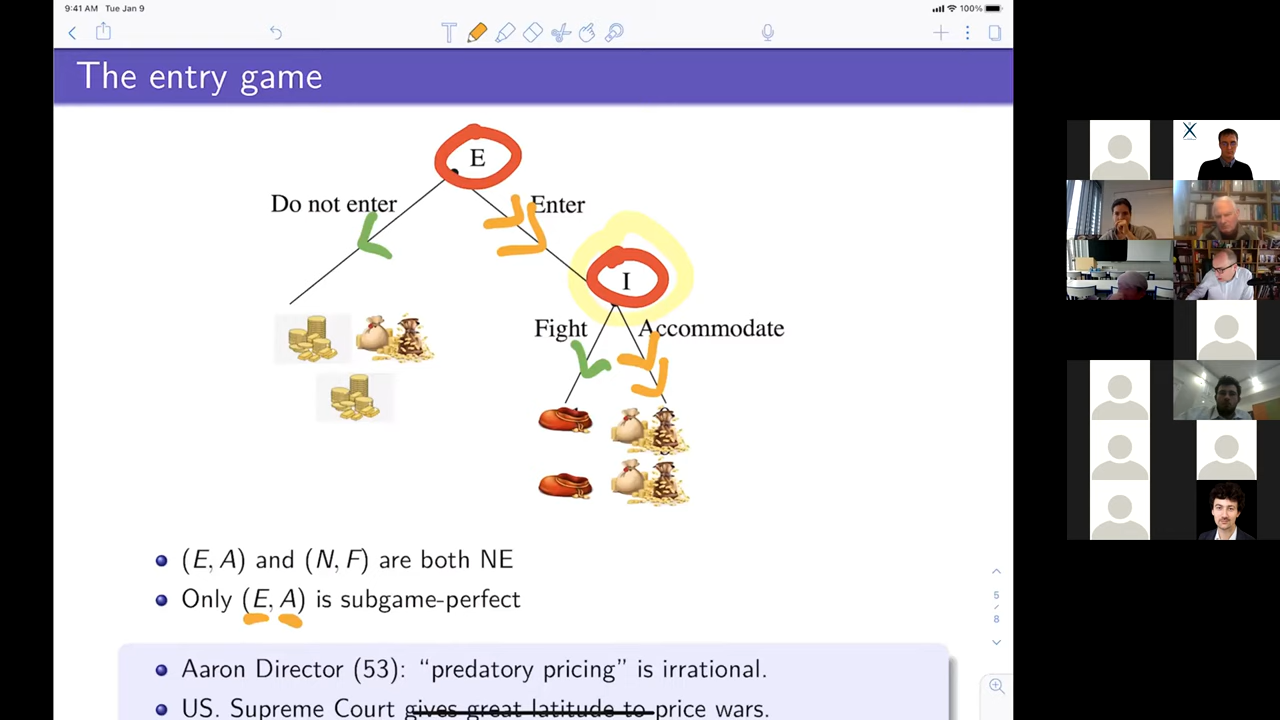 9:41 AM Tue Jan 9
100%
T
The entry game
E
Do not enter
Enter
I
Fight
Accommodate
(E, A) and (N, F) are both NE
Only (E, A) is subgame-perfect
5
/
8
Aaron Director (53): “predatory pricing” is irrational.
US. Supreme Court gives great latitude to price wars.